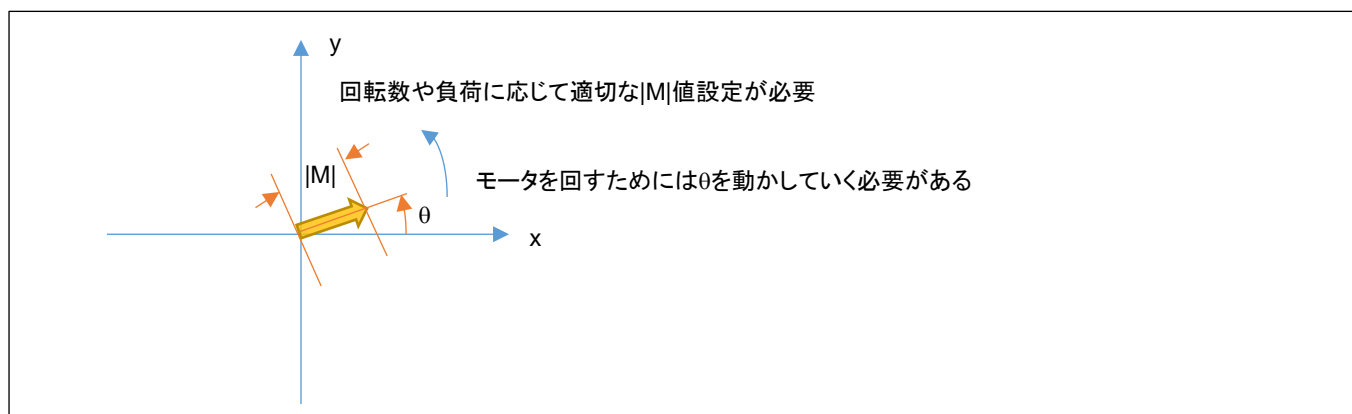 y
回転数や負荷に応じて適切な|M|値設定が必要
|M|
モータを回すためにはθを動かしていく必要がある
θ
x